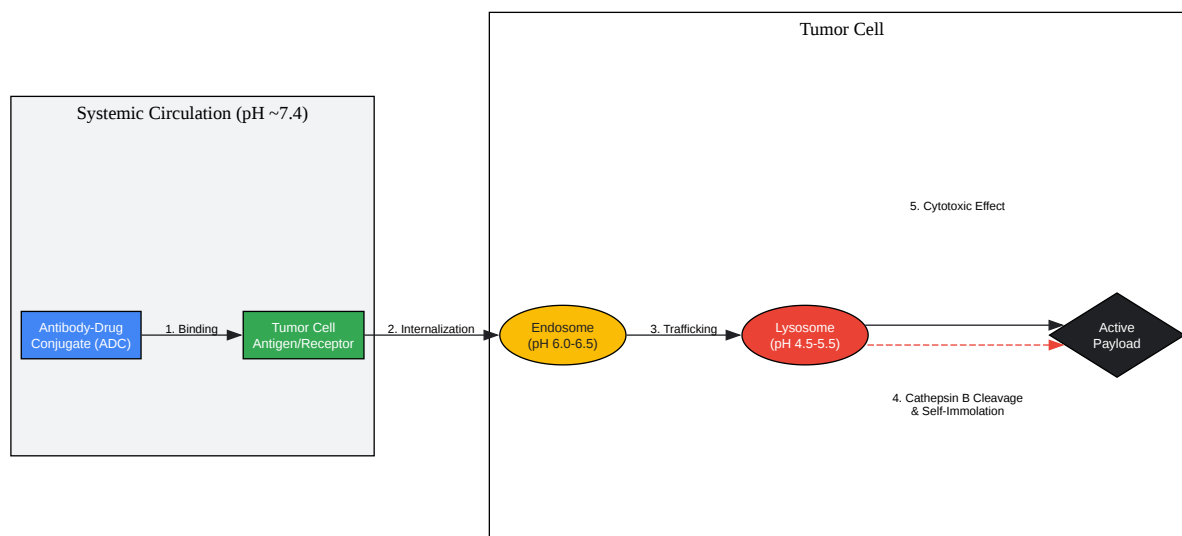 Tumor Cell
Systemic Circulation (pH ~7.4)
5. Cytotoxic Effect
Antibody-Drug
Conjugate (ADC)
1. Binding
Tumor Cell
Antigen/Receptor
2. Internalization
Endosome
(pH 6.0-6.5)
3. Trafficking
Lysosome
(pH 4.5-5.5)
Active
Payload
4. Cathepsin B Cleavage
& Self-Immolation